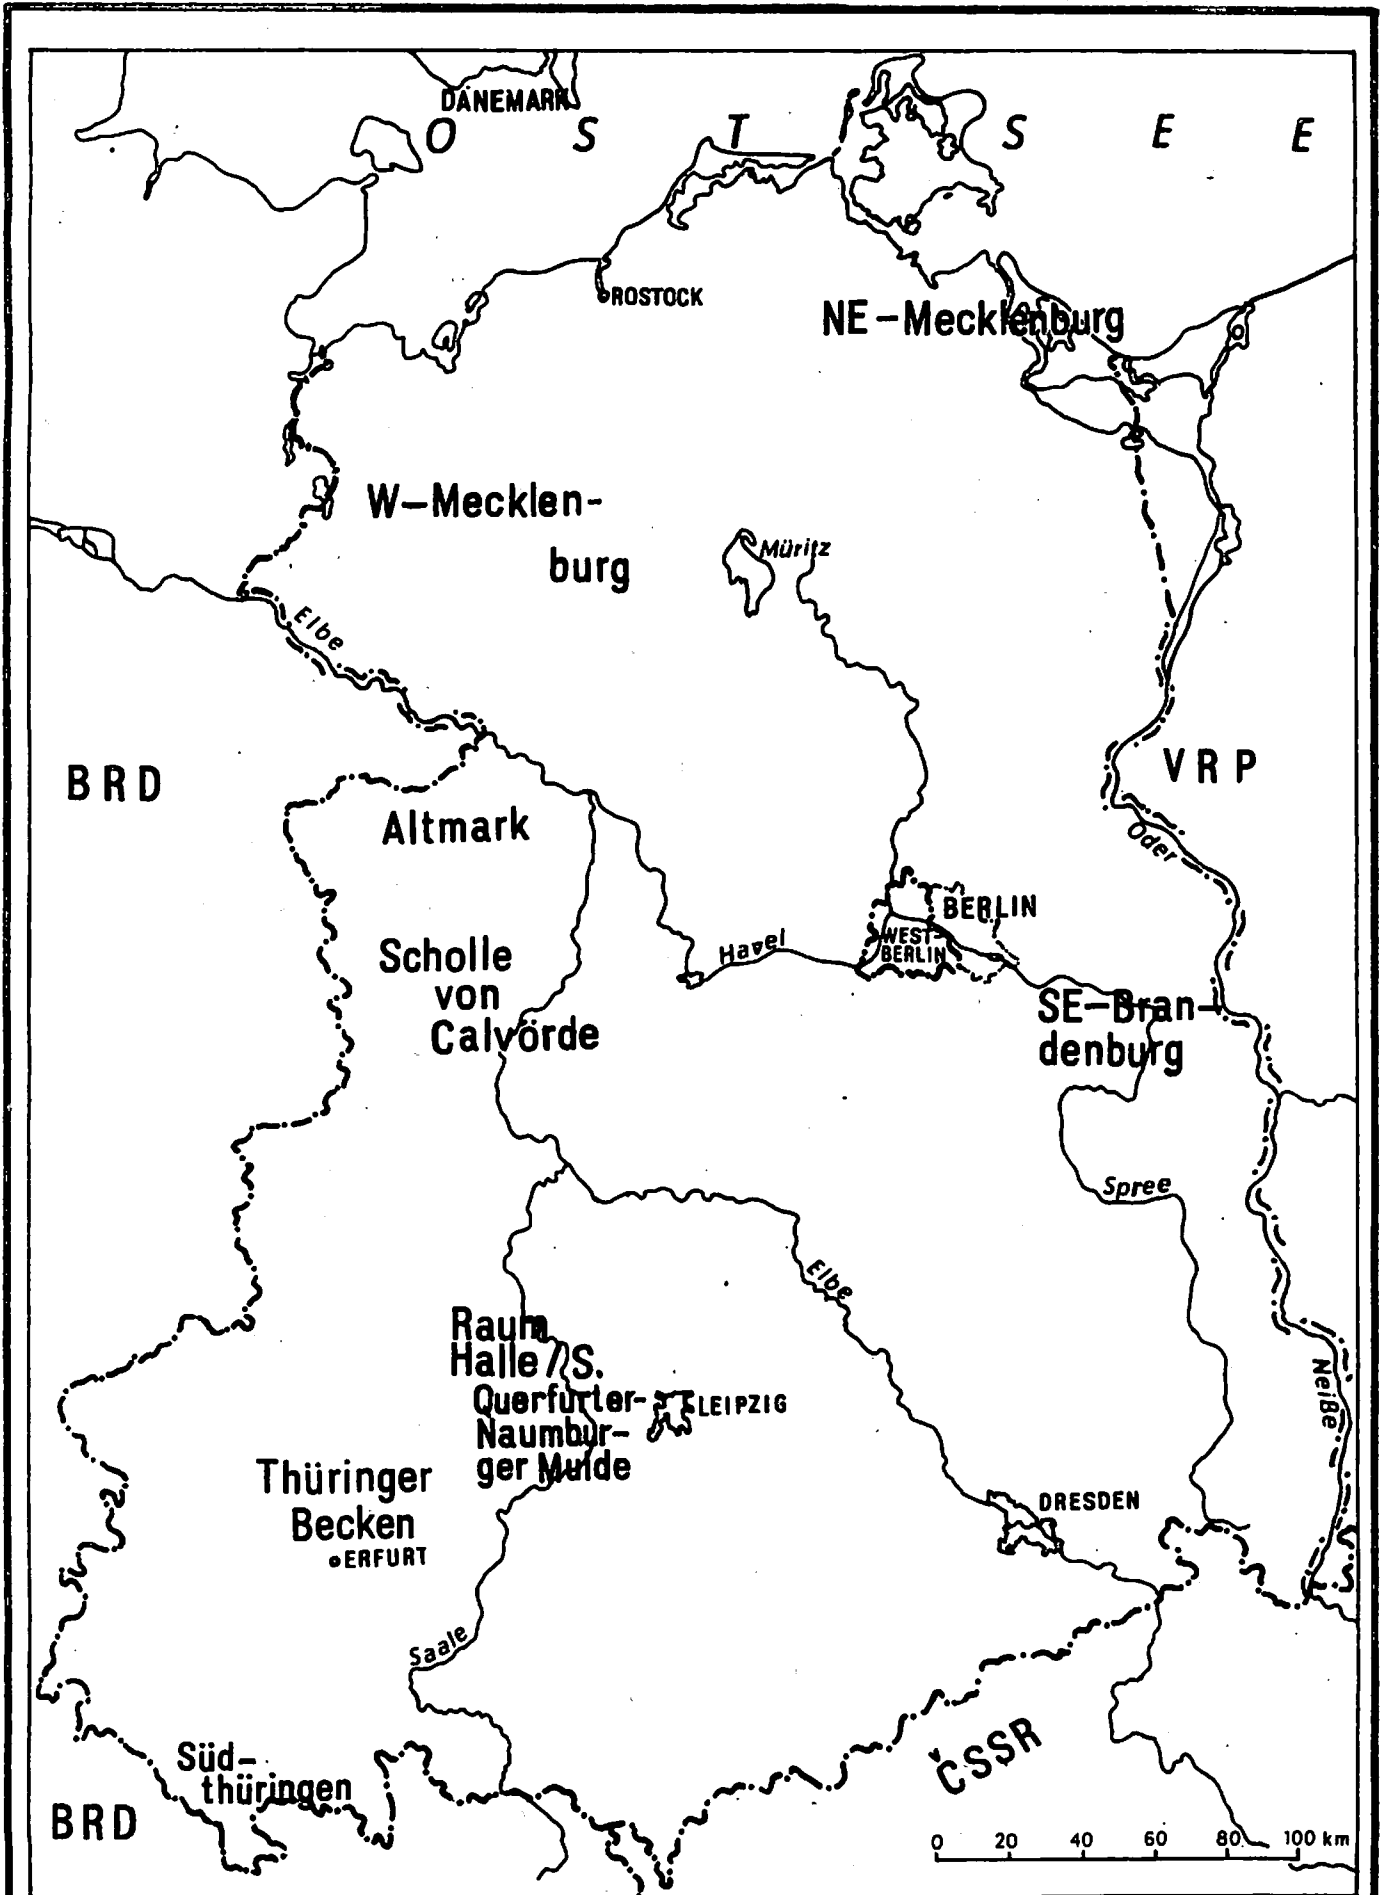 DÄNEMARK
O S T S E E
ROSTOCK
NE–Mecklenburg
W–Mecklen-
burg
Müritz
Elbe
BRD
VRP
Altmark
Oder
BERLIN
WEST-
BERLIN
Havel
Scholle
von
Calvörde
SE–Bran-
denburg
Spree
Elbe
Raum
Halle/S.
Querfurter-
Naumbur-
ger Mulde
LEIPZIG
Neiße
Thüringer
Becken
ERFURT
DRESDEN
Saale
ČSSR
Süd-
thüringen
BRD
0 20 40 60 80 100 km